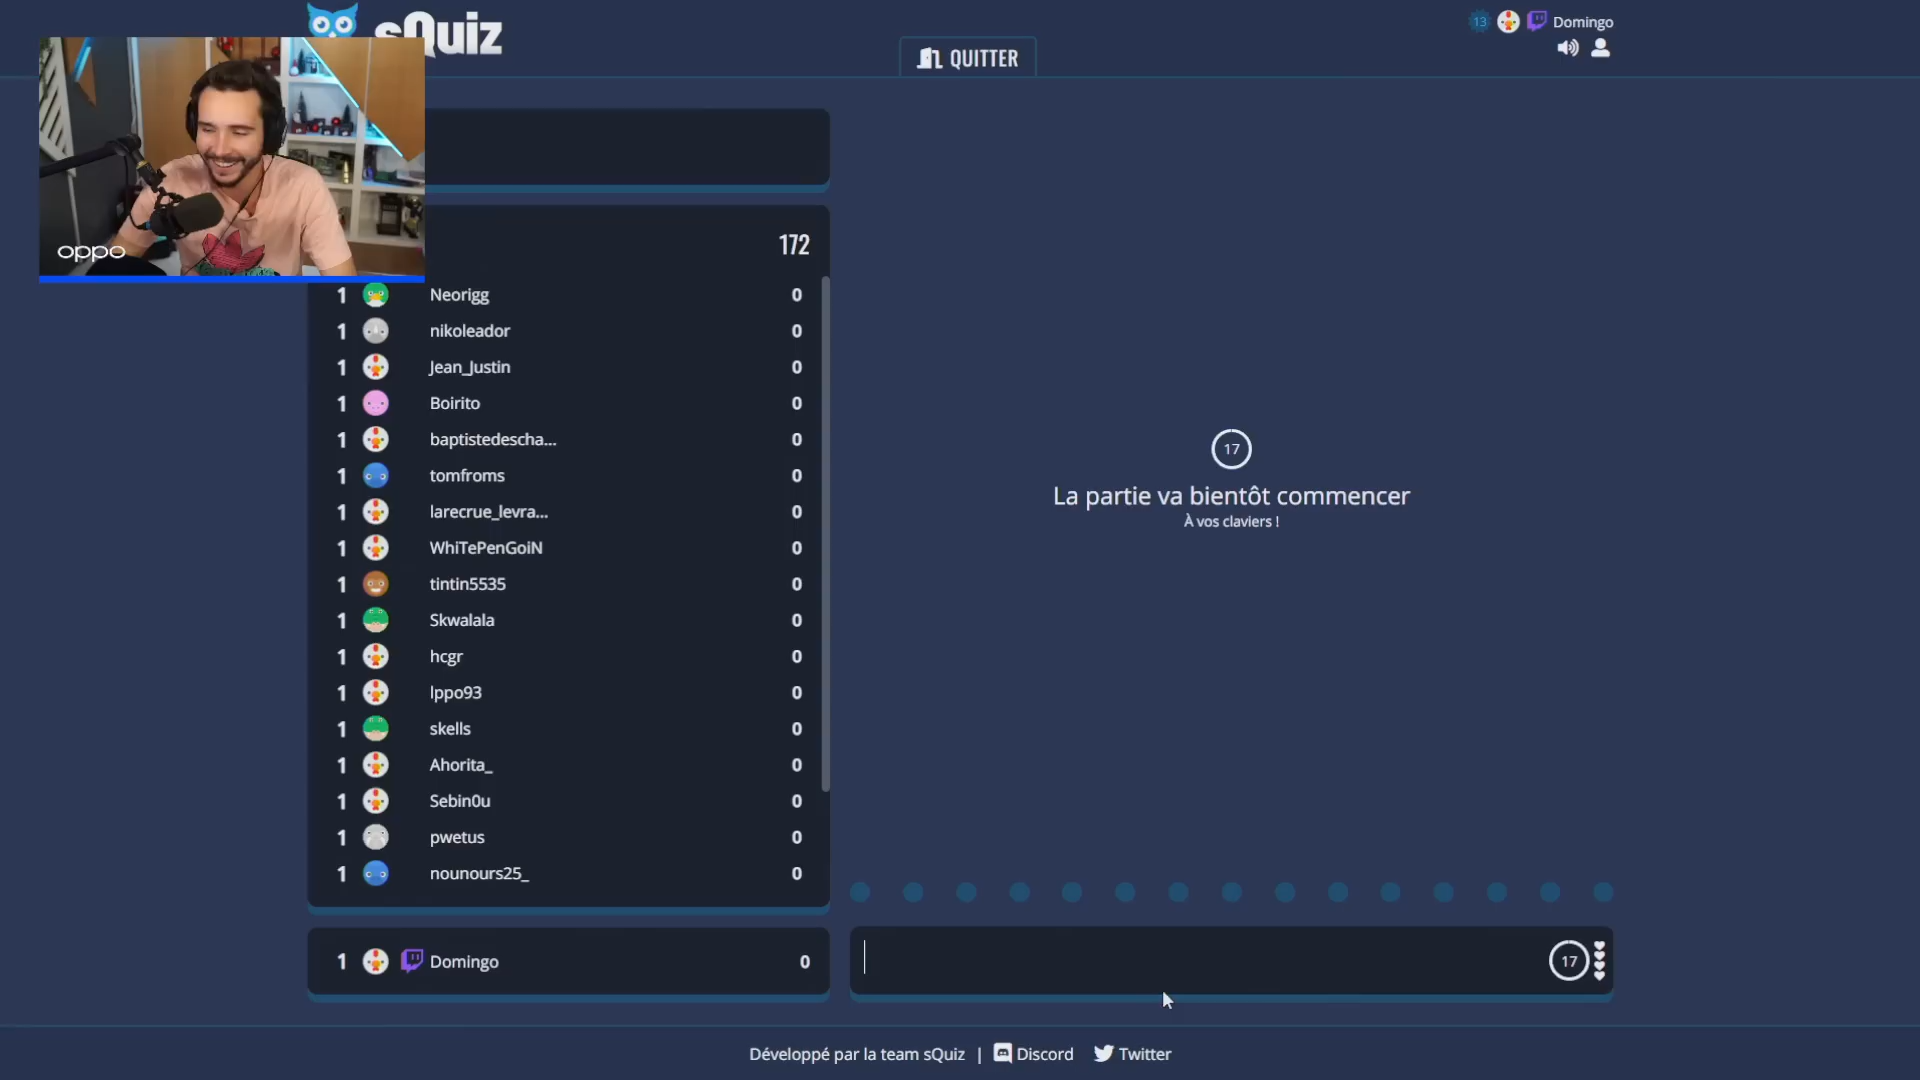 sQuiz
QUITTER
13 Domingo
oppo
172
1 Neorigg 0
1 nikoleador 0
1 Jean_Justin 0
1 Boirito 0
1 baptistedescha... 0
1 tomfroms 0
1 larecrue_levra... 0
1 WhiTePenGoiN 0
1 tintin5535 0
1 Skwalala 0
1 hcgr 0
1 lppo93 0
1 skells 0
1 Ahorita_ 0
1 Sebin0u 0
1 pwetus 0
1 nounours25_ 0
1 Domingo 0
17
La partie va bientôt commencer
À vos claviers !
17
Développé par la team sQuiz | Discord Twitter